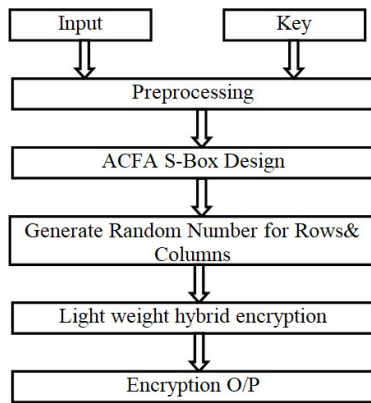 Input
Key
Preprocessing
ACFA S-Box Design
Generate Random Number for Rows&
Columns
Light weight hybrid encryption
Encryption O/P